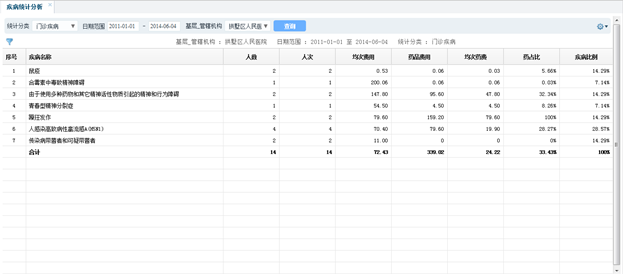 疾病统计分析
统计分类 门诊疾病 日期范围 2011-01-01 - 2014-06-04 基层_管辖机构 拱墅区人民医 查询
基层_管辖机构 : 拱墅区人民医院 日期范围 : 2011-01-01 至 2014-06-04 统计分类 : 门诊疾病
序号 疾病名称 人数 人次 均次费用 药品费用 均次药费 药占比 疾病比例
1 鼠疫 2 2 0.53 0.06 0.03 5.66% 14.29%
2 含霉素中毒致精神障碍 1 1 200.00 0.06 0.06 0.03% 7.14%
3 由于使用多种药物和其它精神活性物质引起的精神和行为障碍 2 2 147.80 95.60 47.80 32.34% 14.29%
4 青春型精神分裂症 1 1 54.50 4.50 4.50 8.26% 7.14%
5 躁狂发作 2 2 79.60 159.20 79.60 100% 14.29%
6 人感染高致病性禽流感A(H5N1) 4 4 70.40 79.60 19.90 28.27% 28.57%
7 传染病带菌者和可疑带菌者 2 2 11.00 0 0 0% 14.29%
合计 14 14 72.43 339.02 24.22 33.43% 100%